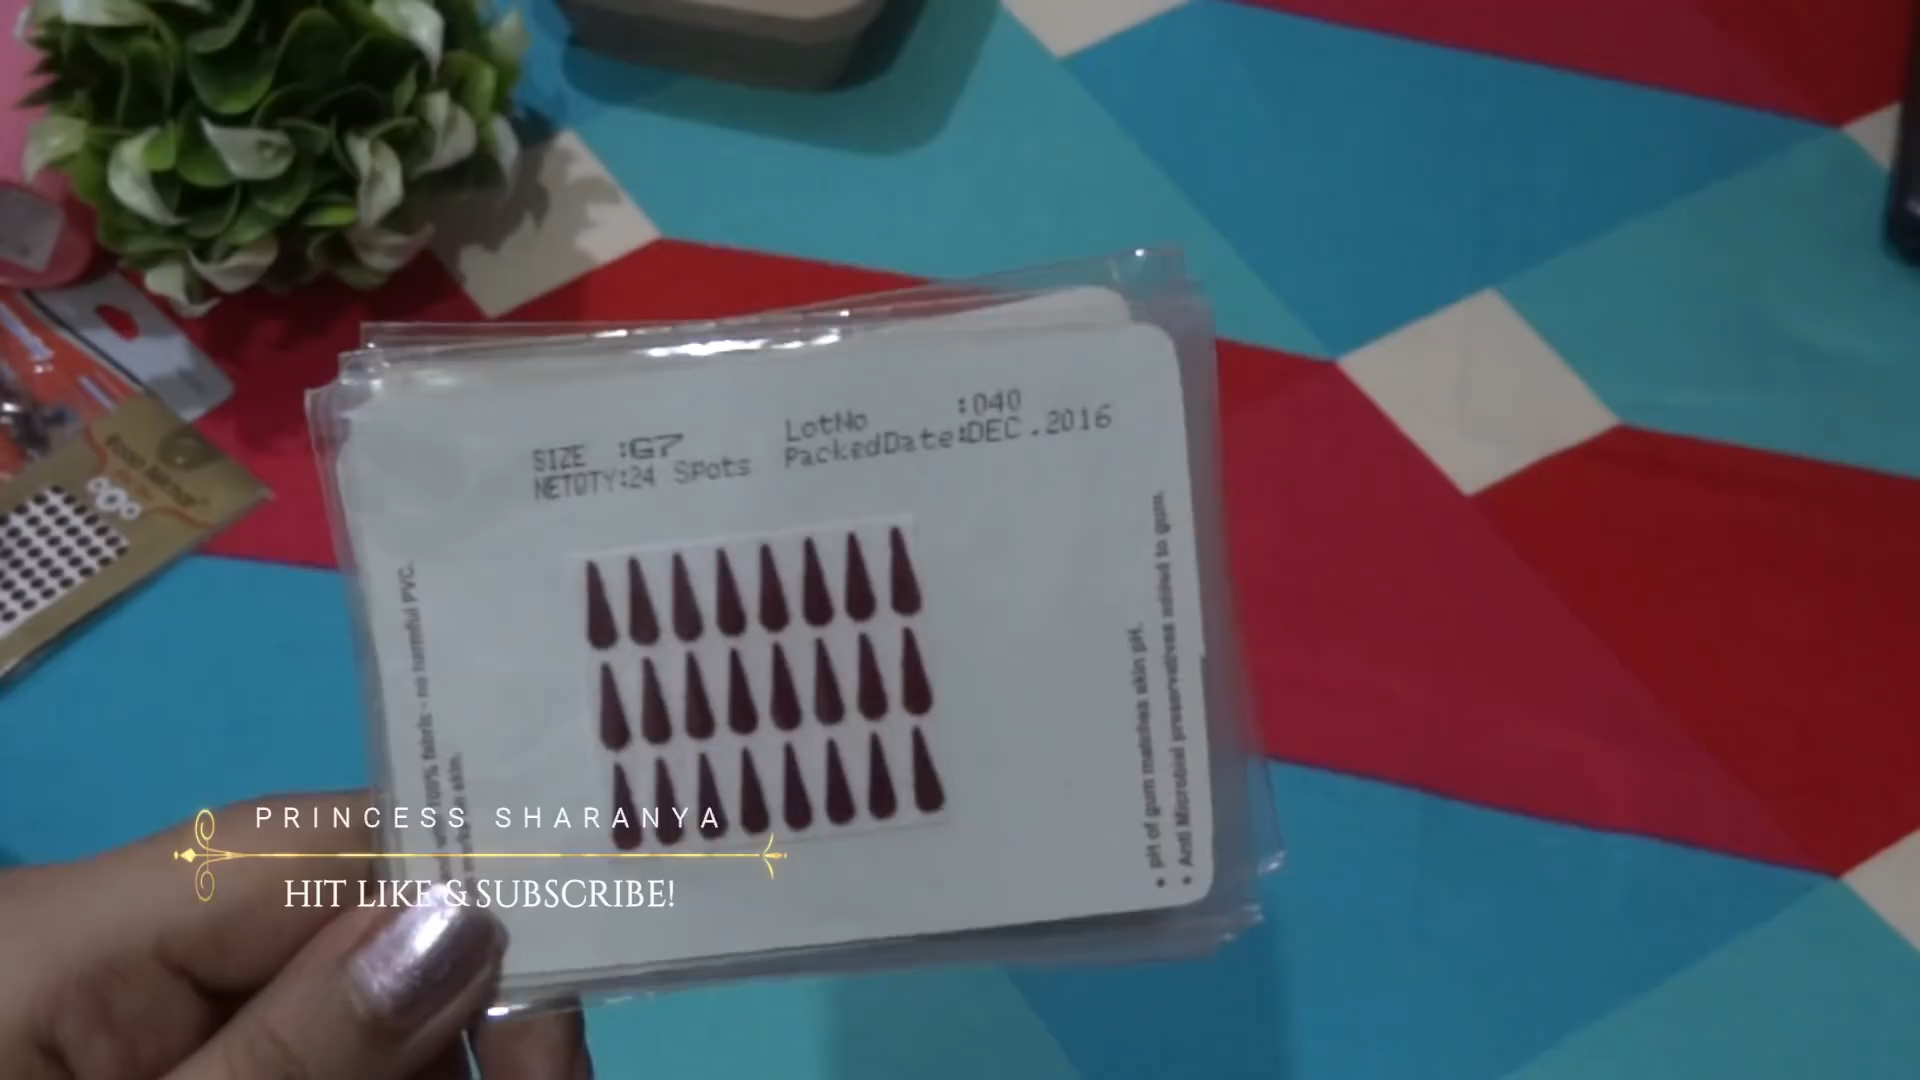 SIZE :G7
NETQTY:24 Spots
LotNo :040
PackedDate:DEC.2016
100% fabric - no harmful PVC.
skin.
• pH of gum matches skin pH.
• Anti Microbial preservatives added to gum.
PRINCESS SHARANYA
HIT LIKE & SUBSCRIBE!